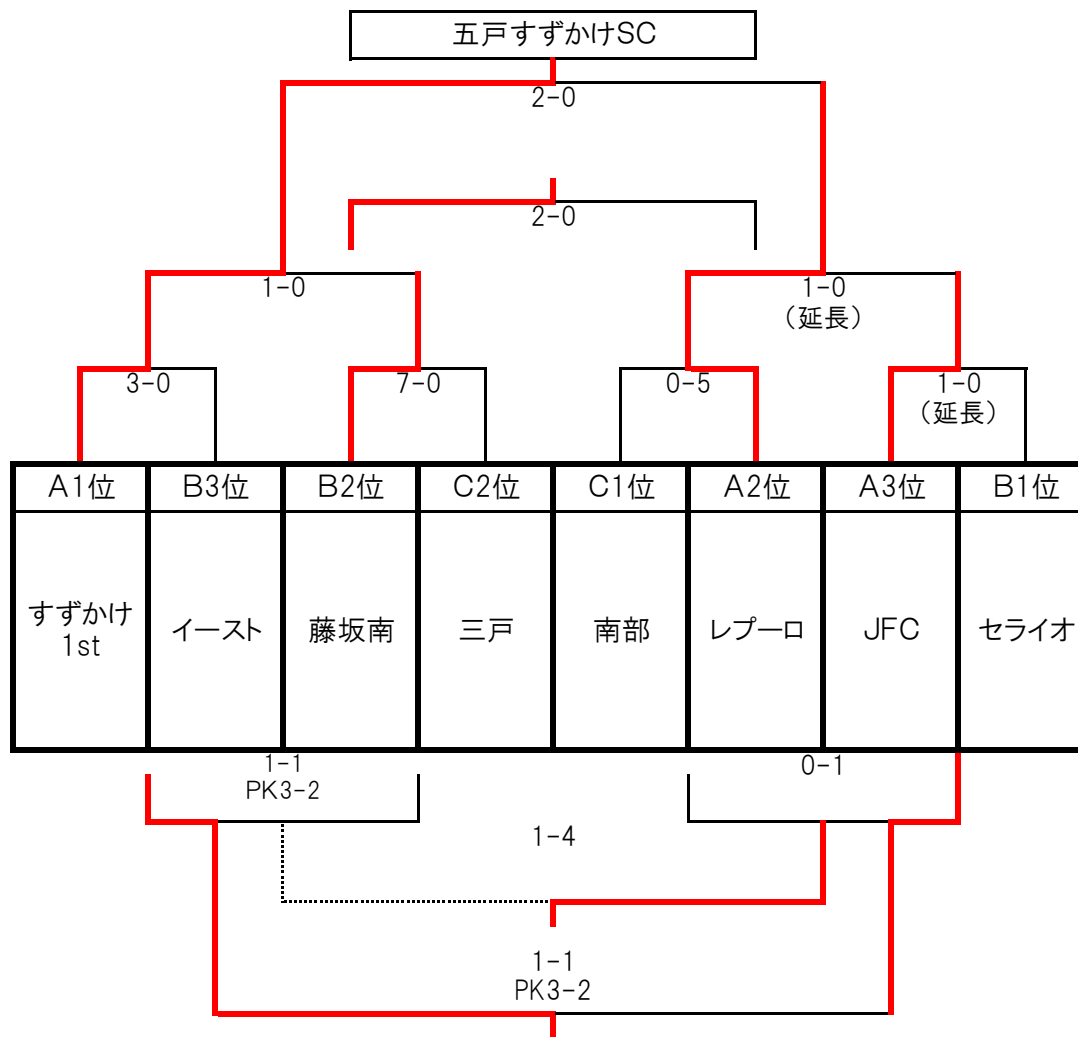 五戸すずかけSC
2-0
2-0
1-0
1-0
（延長）
3-0
7-0
0-5
1-0
（延長）
A1位 B3位 B2位 C2位 C1位 A2位 A3位 B1位
すずかけ
1st
イースト
藤坂南
三戸
南部
レプーロ
JFC
セライオ
1-1
PK3-2
0-1
1-4
1-1
PK3-2